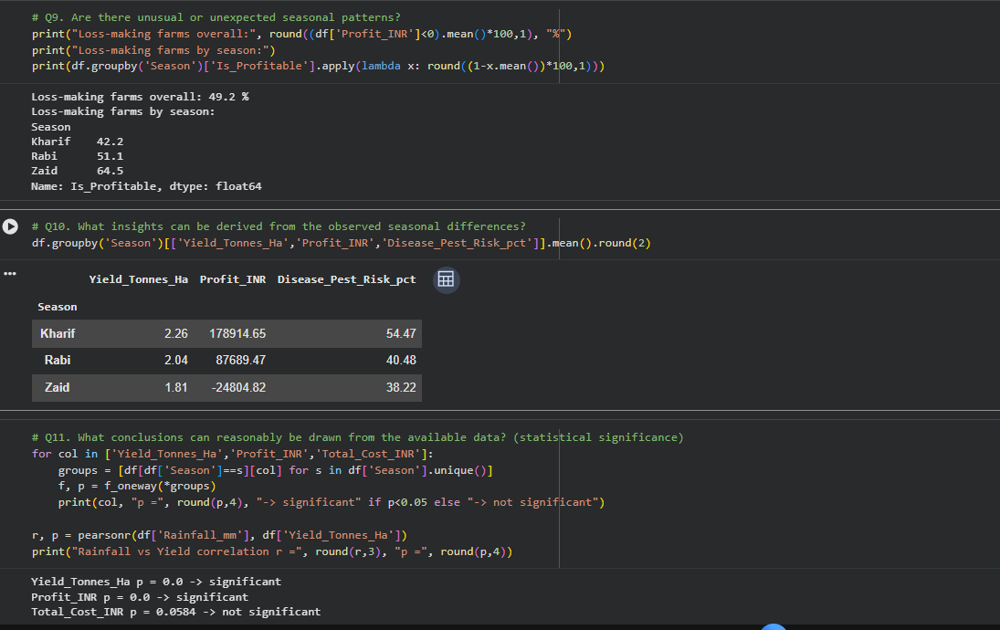 # Q9. Are there unusual or unexpected seasonal patterns?
print("Loss-making farms overall:", round((df['Profit_INR']<0).mean()*100,1), "%")
print("Loss-making farms by season:")
print(df.groupby('Season')['Is_Profitable'].apply(lambda x: round((1-x.mean())*100,1)))
Loss-making farms overall: 49.2 %
Loss-making farms by season:
Season
Kharif    42.2
Rabi      51.1
Zaid      64.5
Name: Is_Profitable, dtype: float64
# Q10. What insights can be derived from the observed seasonal differences?
df.groupby('Season')[['Yield_Tonnes_Ha','Profit_INR','Disease_Pest_Risk_pct']].mean().round(2)
Yield_Tonnes_Ha Profit_INR Disease_Pest_Risk_pct
Season
Kharif 2.26 178914.65 54.47
Rabi 2.04 87689.47 40.48
Zaid 1.81 -24804.82 38.22
# Q11. What conclusions can reasonably be drawn from the available data? (statistical significance)
for col in ['Yield_Tonnes_Ha','Profit_INR','Total_Cost_INR']:
    groups = [df[df['Season']==s][col] for s in df['Season'].unique()]
    f, p = f_oneway(*groups)
    print(col, "p =", round(p,4), "-> significant" if p<0.05 else "-> not significant")
r, p = pearsonr(df['Rainfall_mm'], df['Yield_Tonnes_Ha'])
print("Rainfall vs Yield correlation r =", round(r,3), "p =", round(p,4))
Yield_Tonnes_Ha p = 0.0 -> significant
Profit_INR p = 0.0 -> significant
Total_Cost_INR p = 0.0584 -> not significant